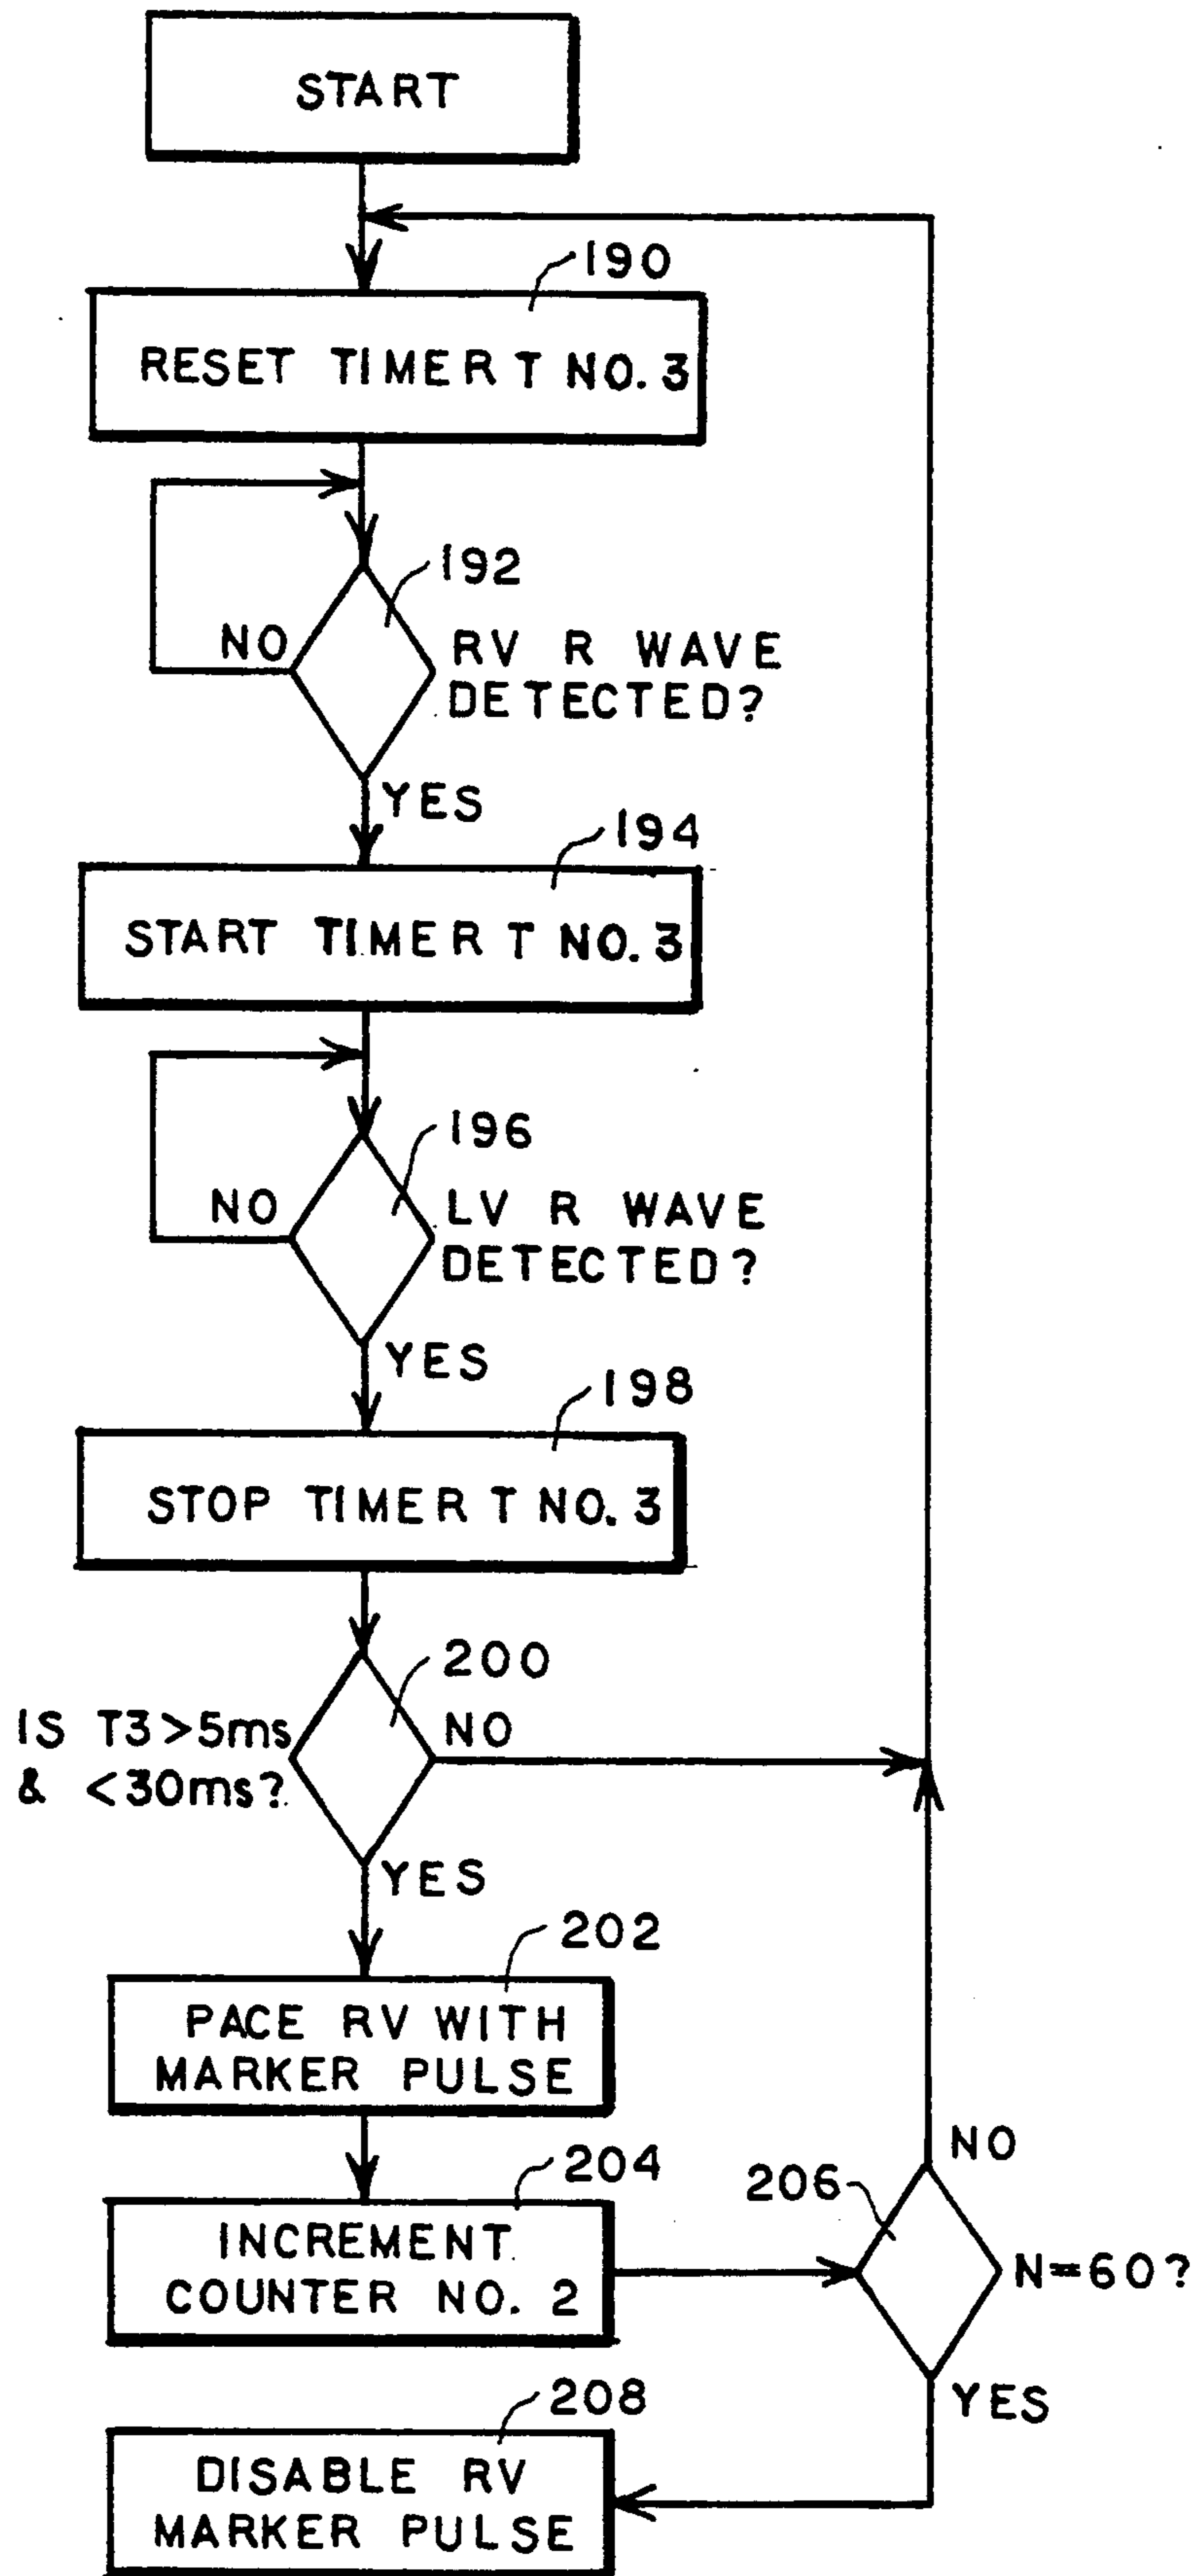 START
190
RESET TIMER T NO. 3
192
NO
RV R WAVE
DETECTED?
YES
194
START TIMER T NO. 3
196
NO
LV R WAVE
DETECTED?
YES
198
STOP TIMER T NO. 3
200
IS T3 >5ms
& <30ms?
NO
YES
202
PACE RV WITH
MARKER PULSE
204
INCREMENT
COUNTER NO. 2
206
NO
N=60?
YES
208
DISABLE RV
MARKER PULSE